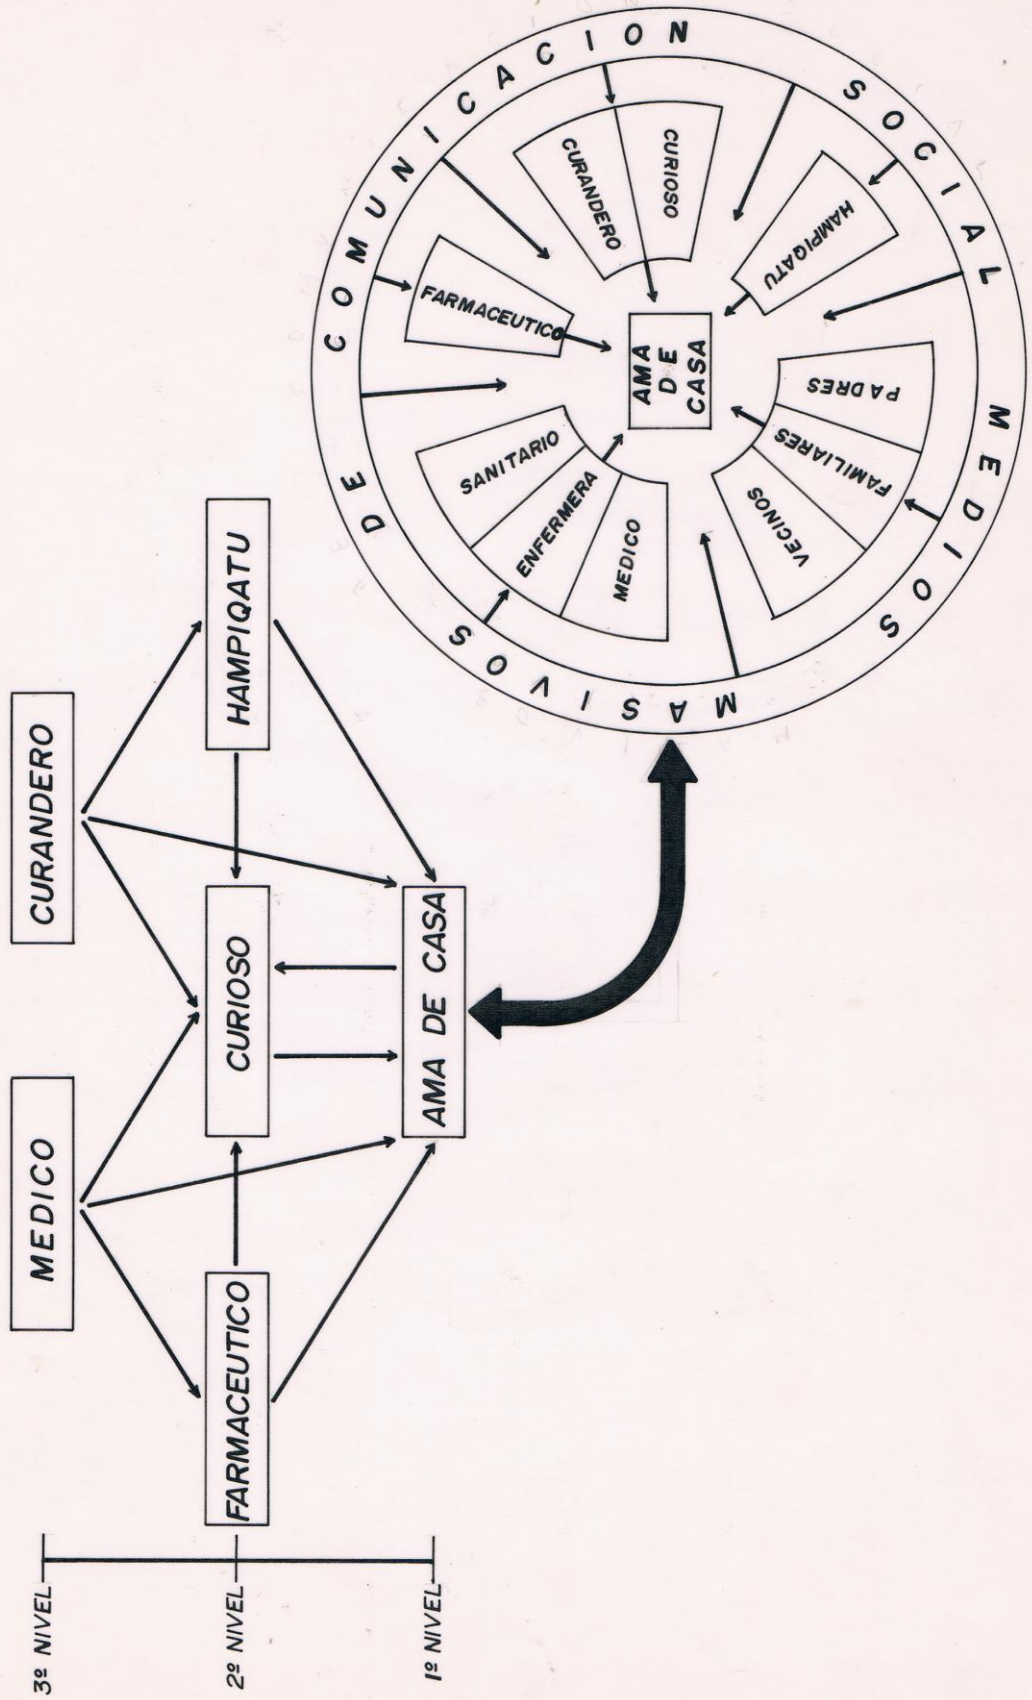 3º NIVEL
MEDICO
CURANDERO
2º NIVEL
FARMACEUTICO
CURIOSO
HAMPIQATU
1º NIVEL
AMA DE CASA
MEDIOS MASIVOS DE COMUNICACION SOCIAL
FARMACEUTICO
CURANDERO
CURIOSO
HAMPIQATU
PADRES
FAMILIARES
VECINOS
MEDICO
ENFERMERA
SANITARIO
AMA
DE
CASA